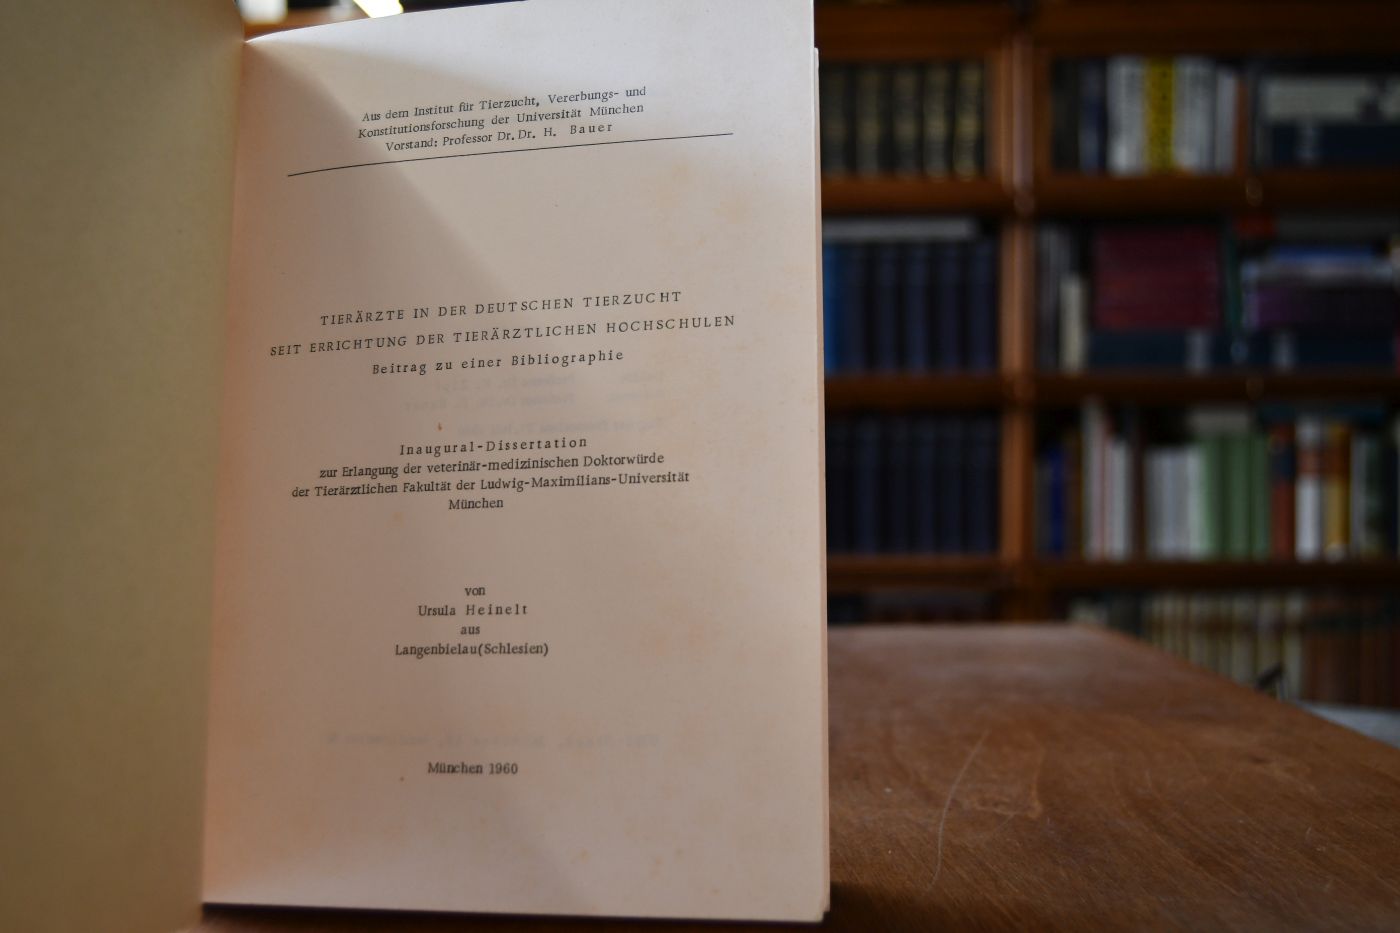 Aus dem Institut für Tierzucht, Vererbungs- und
Konstitutionsforschung der Universität München
Vorstand: Professor Dr. Dr. H. Bauer
TIERÄRZTE IN DER DEUTSCHEN TIERZUCHT
SEIT ERRICHTUNG DER TIERÄRZTLICHEN HOCHSCHULEN
Beitrag zu einer Bibliographie
Inaugural-Dissertation
zur Erlangung der veterinär-medizinischen Doktorwürde
der Tierärztlichen Fakultät der Ludwig-Maximilians-Universität
München
von
Ursula Heinelt
aus
Langenbielau(Schlesien)
München 1960